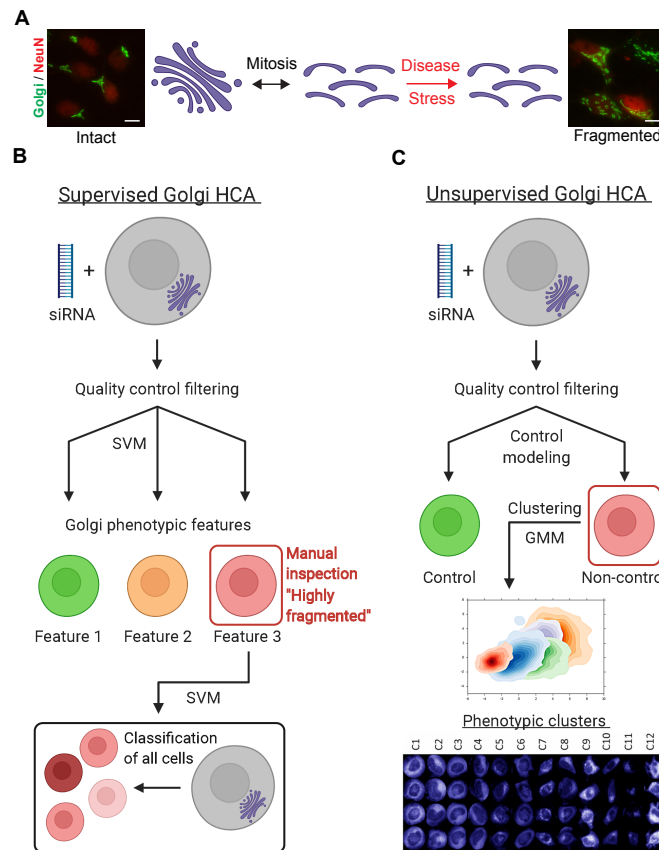 A
Golgi / NeuN
Intact
Mitosis
Disease
Stress
Fragmented
B
Supervised Golgi HCA
siRNA
+
Quality control filtering
SVM
Golgi phenotypic features
Feature 1
Feature 2
Feature 3
Manual
inspection
"Highly
fragmented"
SVM
Classification
of all cells
C
Unsupervised Golgi HCA
siRNA
+
Quality control filtering
Control
modeling
Clustering
GMM
Control
Non-contro
Phenotypic clusters
C1 C2 C3 C4 C5 C6 C7 C8 C9 C10 C11 C12